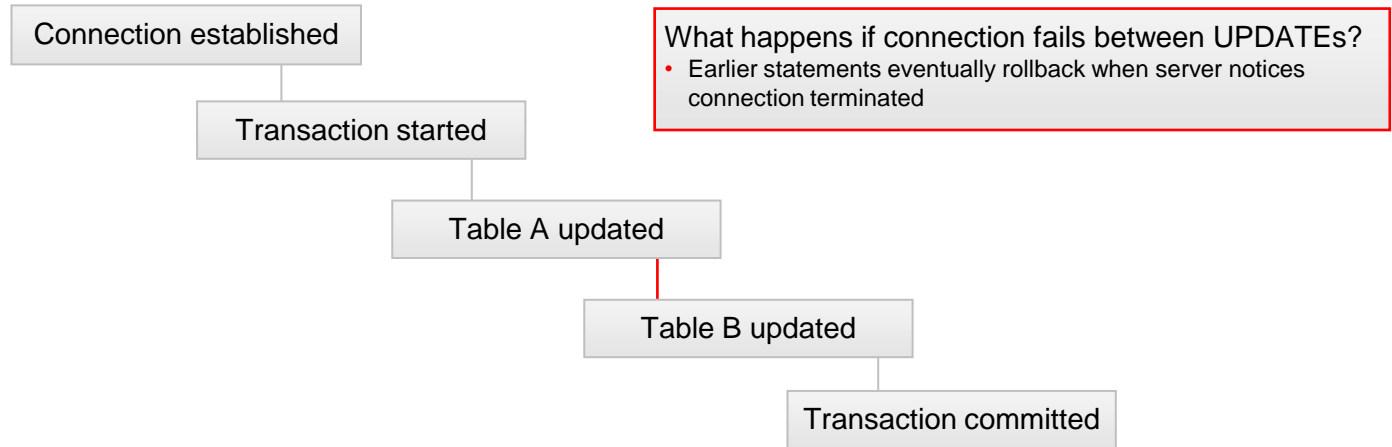 Connection established
What happens if connection fails between UPDATEs?
• Earlier statements eventually rollback when server notices
connection terminated
Transaction started
Table A updated
Table B updated
Transaction committed